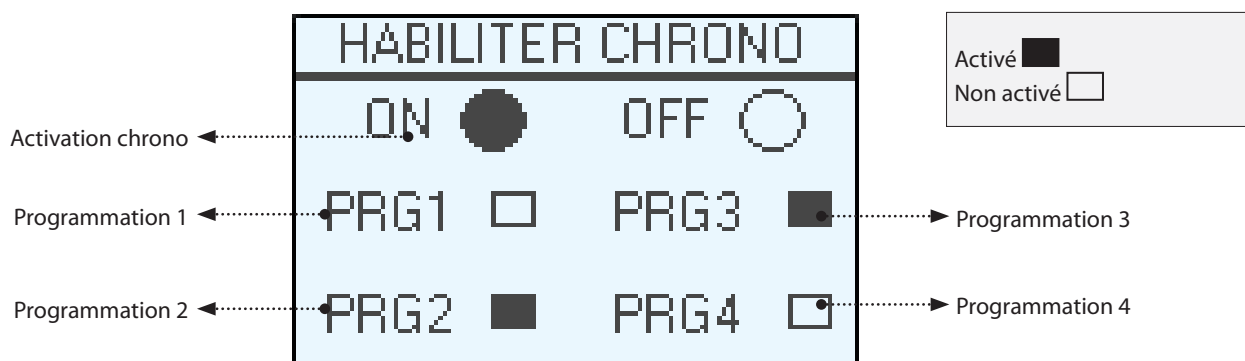 HABILITER CHRONO
ON OFF
PRG1 PRG3
PRG2 PRG4
Activation chrono
Programmation 1
Programmation 2
Programmation 3
Programmation 4
Activé
Non activé